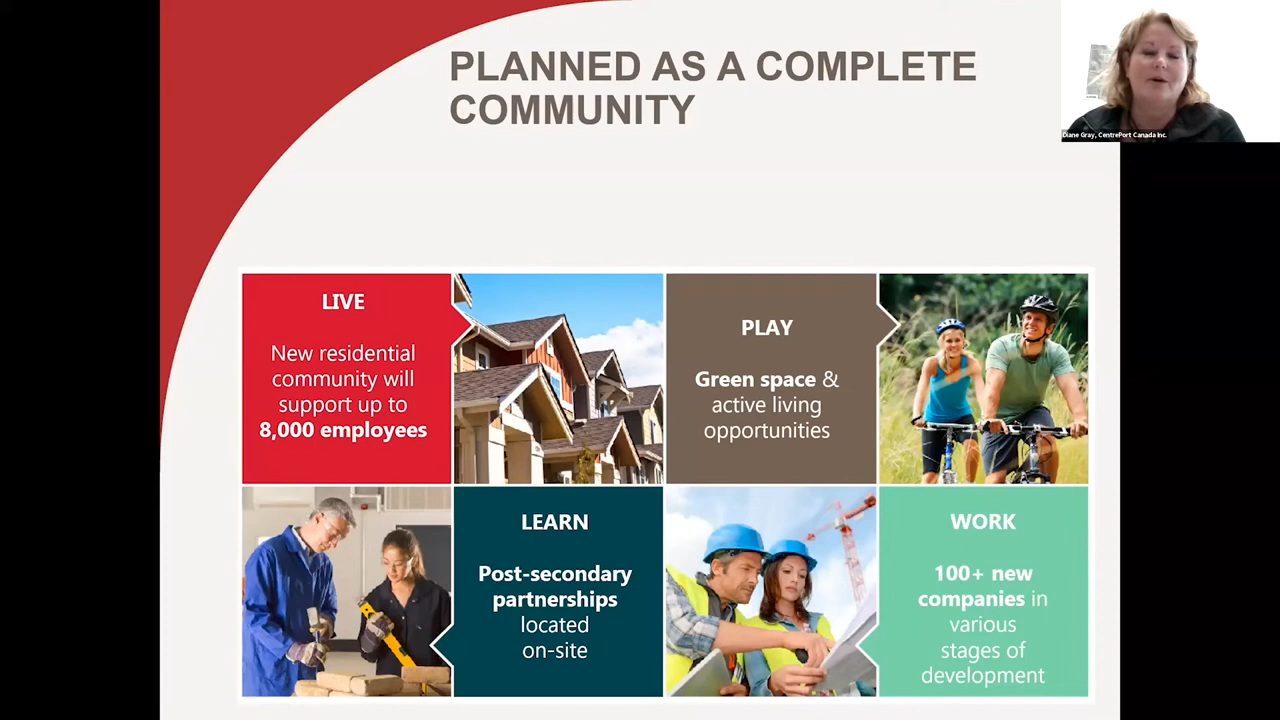 PLANNED AS A COMPLETE
COMMUNITY
Diane Gray, CentrePort Canada Inc.
LIVE
New residential
community will
support up to
8,000 employees
PLAY
Green space &
active living
opportunities
LEARN
Post-secondary
partnerships
located
on-site
WORK
100+ new
companies in
various
stages of
development